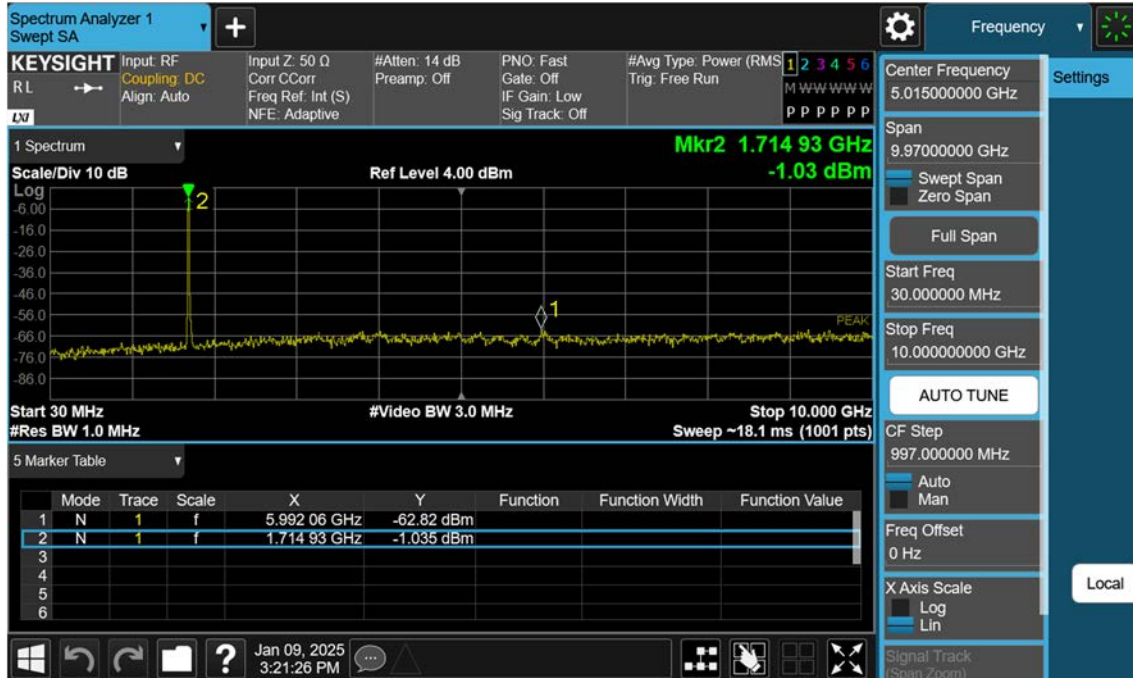 Spectrum Analyzer 1
Swept SA
+
Frequency
KEYSIGHT
R L
LXI
Input: RF
Coupling: DC
Align: Auto
Input Z: 50 Ω
Corr CCorr
Freq Ref: Int (S)
NFE: Adaptive
#Atten: 14 dB
Preamp: Off
PNO: Fast
Gate: Off
IF Gain: Low
Sig Track: Off
#Avg Type: Power (RMS
Trig: Free Run
1 2 3 4 5 6
M W W W W W
P P P P P P
1 Spectrum
Scale/Div 10 dB
Ref Level 4.00 dBm
Mkr2 1.714 93 GHz
-1.03 dBm
Log
-6.00
-16.0
-26.0
-36.0
-46.0
-56.0
-66.0
-76.0
-86.0
2
1
PEAK
Start 30 MHz
#Video BW 3.0 MHz
Stop 10.000 GHz
#Res BW 1.0 MHz
Sweep ~18.1 ms (1001 pts)
5 Marker Table
Mode Trace Scale X Y Function Function Width Function Value
1 N 1 f 5.992 06 GHz -62.82 dBm
2 N 1 f 1.714 93 GHz -1.035 dBm
3
4
5
6
?
Jan 09, 2025
3:21:26 PM
Center Frequency
5.015000000 GHz
Settings
Span
9.97000000 GHz
Swept Span
Zero Span
Full Span
Start Freq
30.000000 MHz
Stop Freq
10.000000000 GHz
AUTO TUNE
CF Step
997.000000 MHz
Auto
Man
Freq Offset
0 Hz
X Axis Scale
Log
Lin
Local
Signal Track
(Span Zoom)